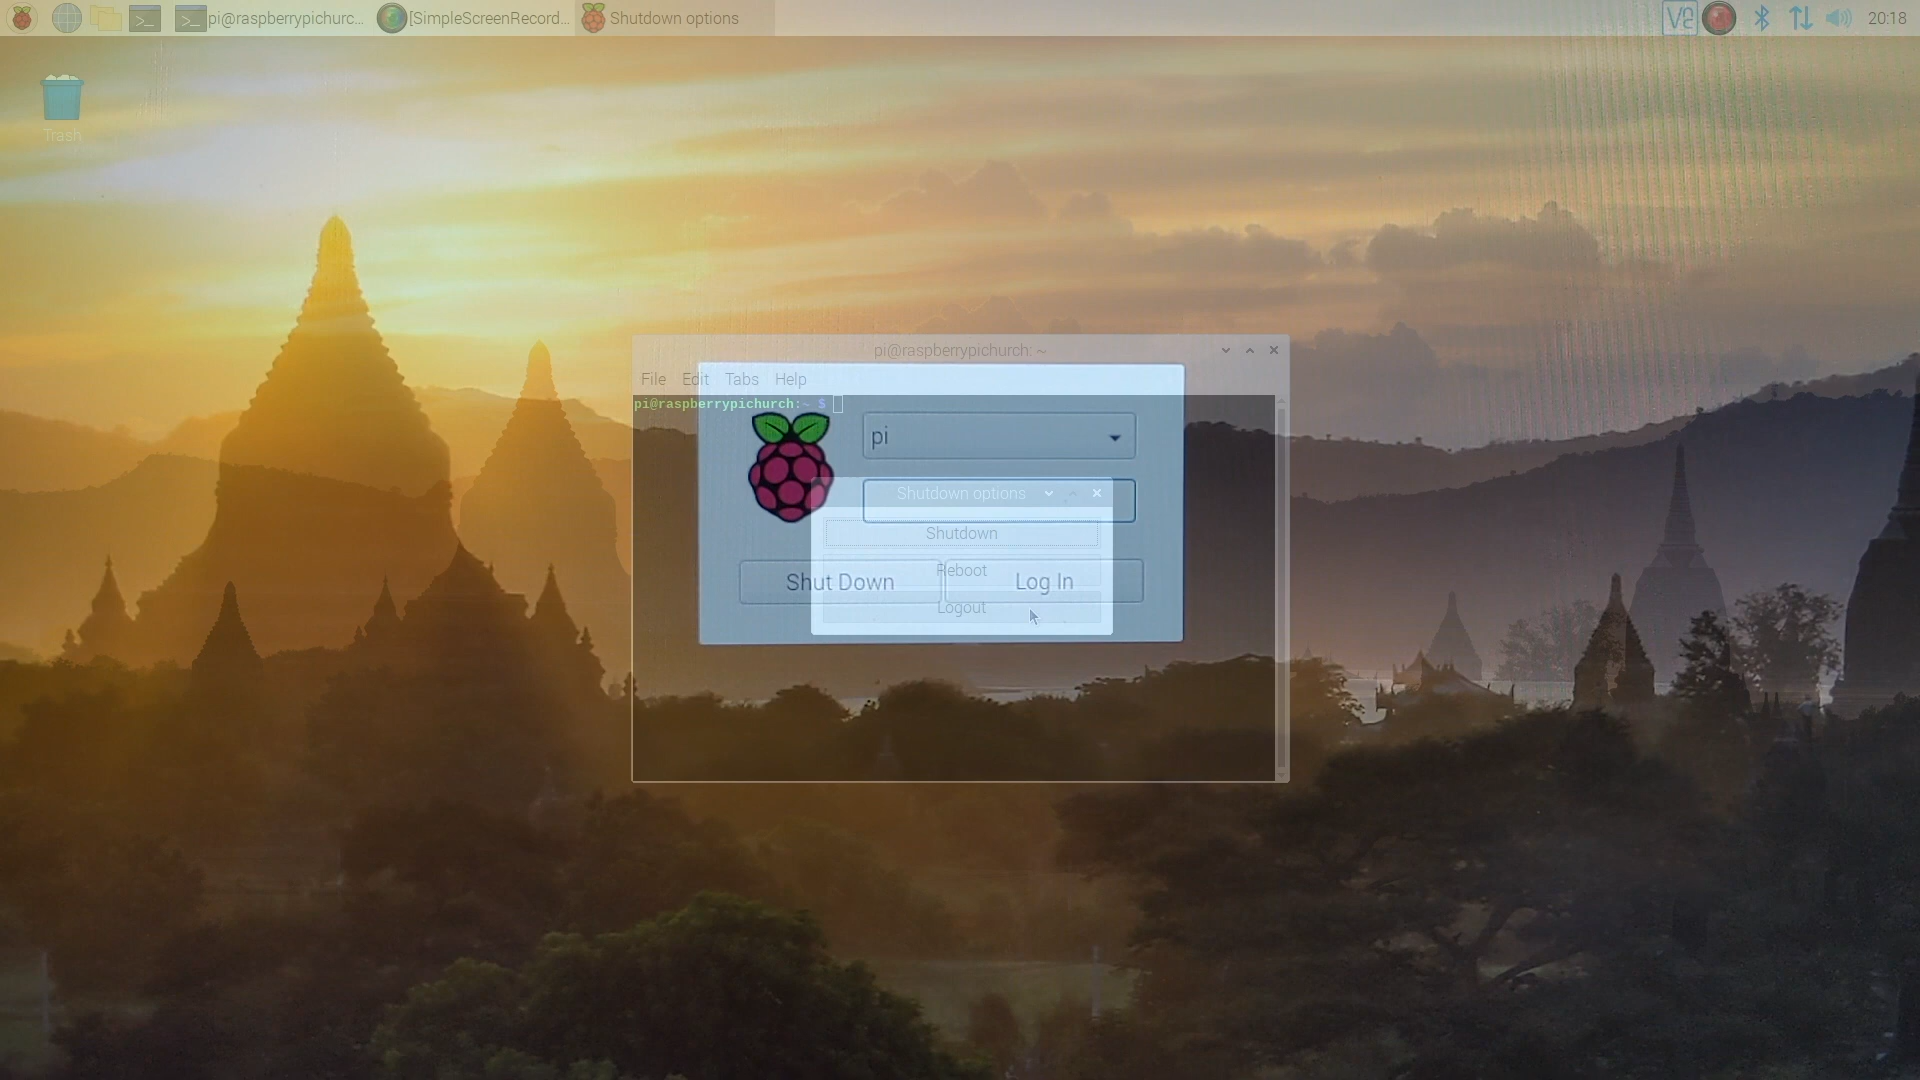 pi@raspberrypichurc... [SimpleScreenRecord... Shutdown options 20:18
Trash
pi@raspberrypichurch: ~
File Edit Tabs Help
pi@raspberrypichurch:~ $
pi
Shutdown options
Shutdown
Reboot
Shut Down Log In
Logout